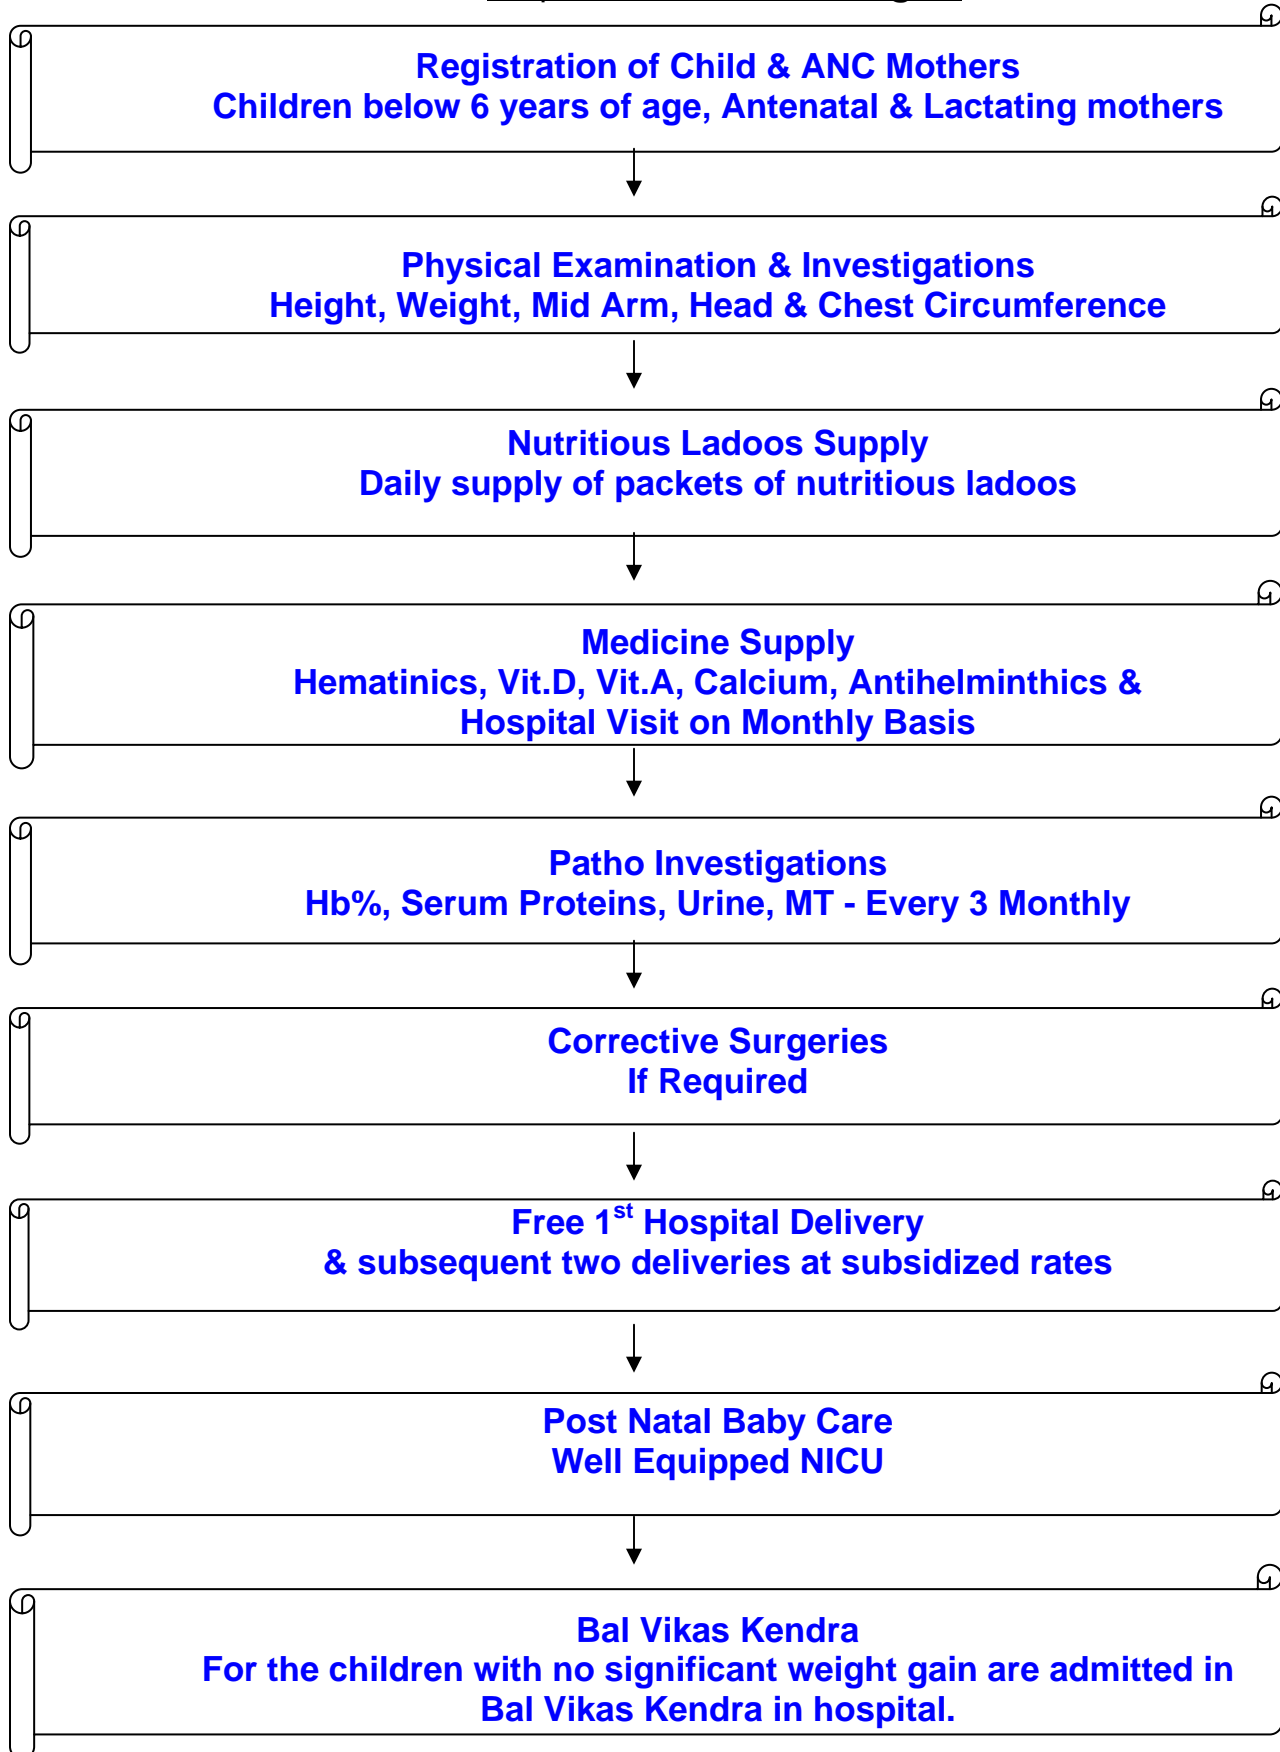 Registration of Child & ANC Mothers
Children below 6 years of age, Antenatal & Lactating mothers
Physical Examination & Investigations
Height, Weight, Mid Arm, Head & Chest Circumference
Nutritious Ladoos Supply
Daily supply of packets of nutritious ladoos
Medicine Supply
Hematinics, Vit.D, Vit.A, Calcium, Antihelminthics &
Hospital Visit on Monthly Basis
Patho Investigations
Hb%, Serum Proteins, Urine, MT - Every 3 Monthly
Corrective Surgeries
If Required
Free 1st Hospital Delivery
& subsequent two deliveries at subsidized rates
Post Natal Baby Care
Well Equipped NICU
Bal Vikas Kendra
For the children with no significant weight gain are admitted in
Bal Vikas Kendra in hospital.